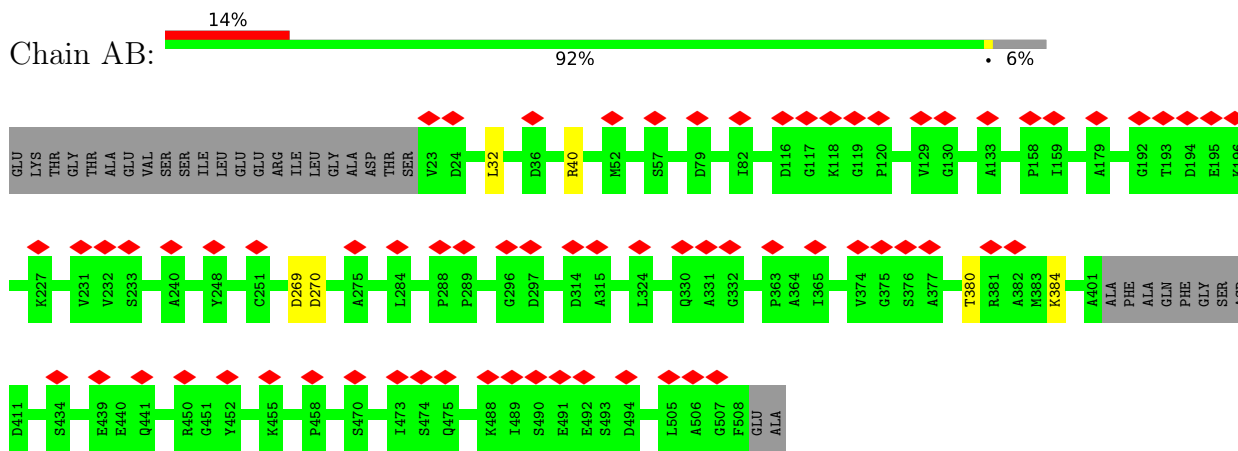 14%
Chain AB:
92% • 6%
GLU LYS THR GLY THR THR ALA GLU VAL SER SER ILE LEU GLU GLU ARG ILE LEU GLY ALA ASP THR SER V23 D24 L32 D36 R40 M52 S57 D79 I82 D116 G117 K118 G119 P120 V129 G130 A133 P158 I159 A179 G192 T193 D194 E195 K196
K227 V231 V232 S233 A240 Y248 C251 D269 D270 A275 L284 P288 P289 G296 D297 D314 A315 L324 Q330 A331 G332 P363 A364 I365 V374 G375 S376 A377 T380 R381 A382 M383 K384 A401 ALA PHE ALA GLN PHE GLY SER ASP
D411 S434 E439 E440 Q441 R450 G451 Y452 K455 P458 S470 I473 S474 Q475 K488 I489 S490 E491 E492 S493 D494 L505 A506 G507 F508 GLU ALA